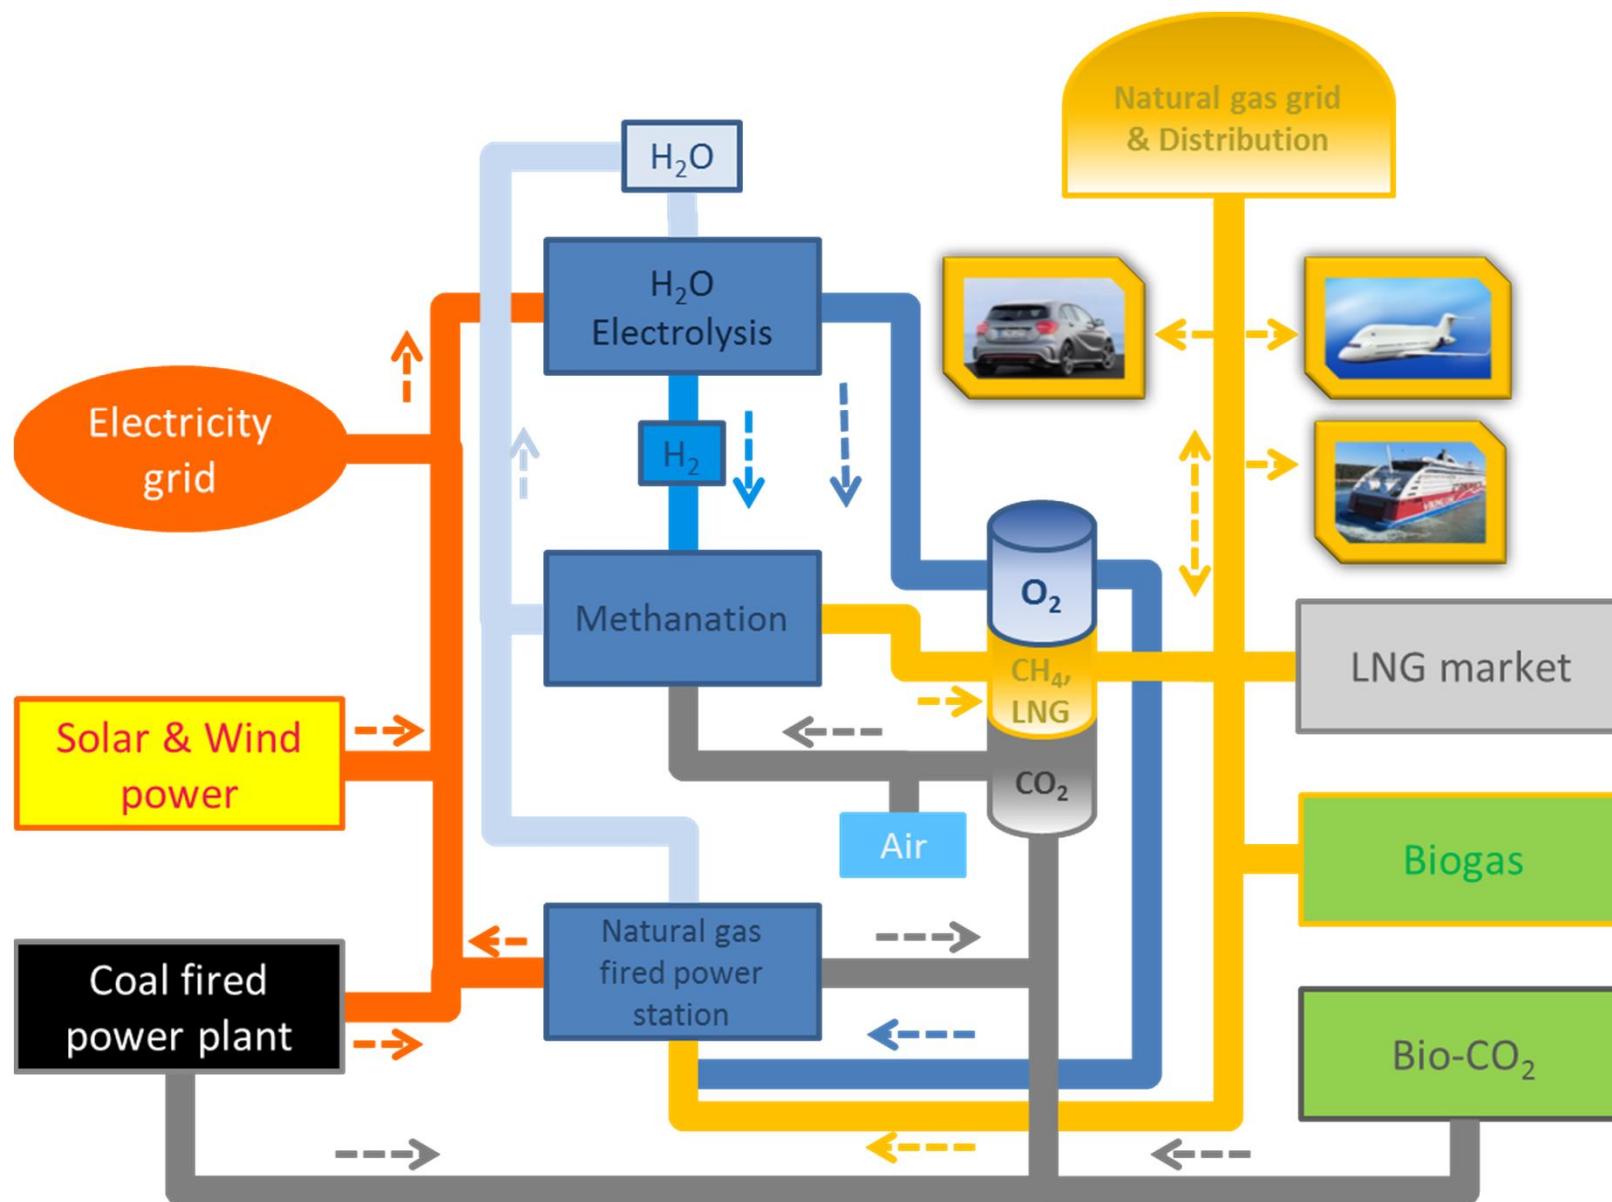 Natural gas grid
& Distribution
H₂O
H₂O
Electrolysis
Electricity
grid
H₂
O₂
Methanation
CH₄,
LNG
LNG market
Solar & Wind
power
CO₂
Air
Biogas
Natural gas
fired power
station
Coal fired
power plant
Bio-CO₂